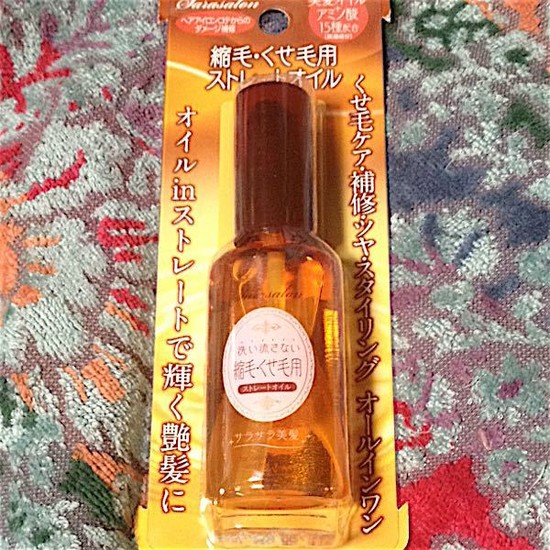 Sarasalon
ヘアアイロンコテからの
ダメージ補修
美髪オイル
アミノ酸
15種配合
縮毛・くせ毛用
ストレートオイル
くせ毛ケア・補修・ツヤ・スタイリング オールインワン
オイル・inストレートで輝く艶髪に
Sarasalon
洗い流さない
縮毛・くせ毛用
ストレートオイル
サラサラ美髪